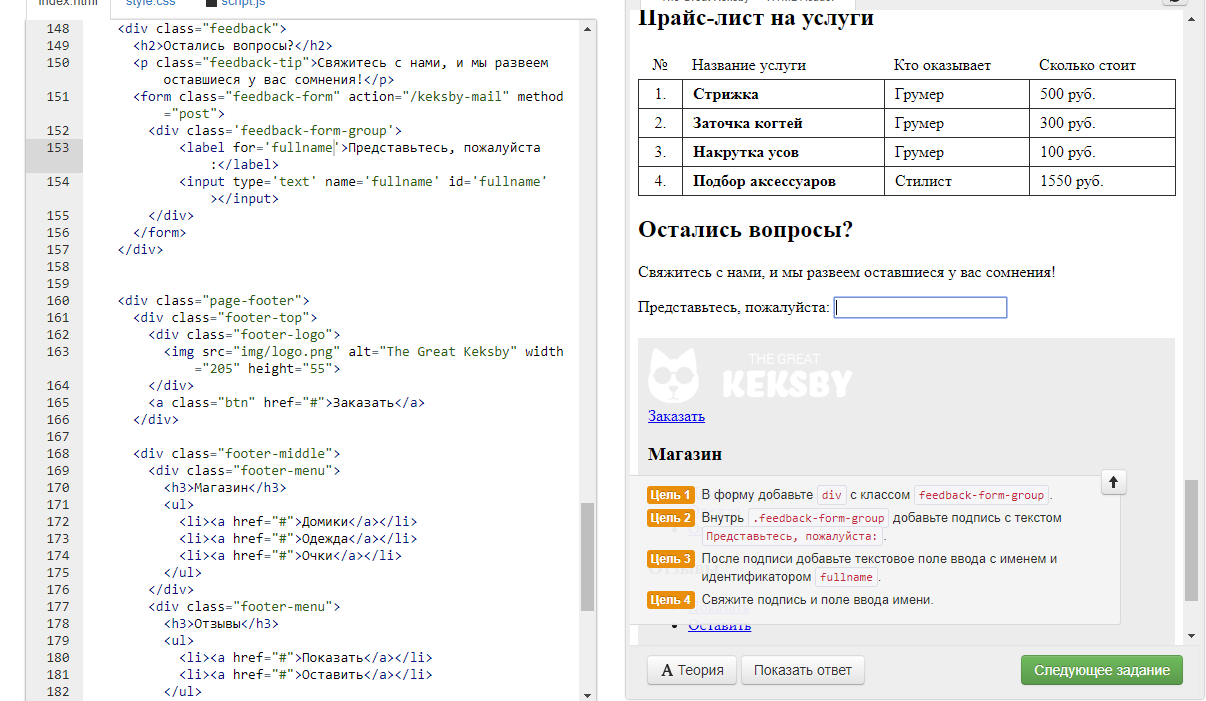 index.html style.css script.js
148 <div class="feedback">
149 <h2>Остались вопросы?</h2>
150 <p class="feedback-tip">Свяжитесь с нами, и мы развеем
оставшиеся у вас сомнения!</p>
151 <form class="feedback-form" action="/keksby-mail" method
="post">
152 <div class='feedback-form-group'>
153 <label for='fullname'>Представьтесь, пожалуйста
:</label>
154 <input type='text' name='fullname' id='fullname'
></input>
155 </div>
156 </form>
157 </div>
158
159
160 <div class="page-footer">
161 <div class="footer-top">
162 <div class="footer-logo">
163 <img src="img/logo.png" alt="The Great Keksby" width
="205" height="55">
164 </div>
165 <a class="btn" href="#">Заказать</a>
166 </div>
167
168 <div class="footer-middle">
169 <div class="footer-menu">
170 <h3>Магазин</h3>
171 <ul>
172 <li><a href="#">Домики</a></li>
173 <li><a href="#">Одежда</a></li>
174 <li><a href="#">Очки</a></li>
175 </ul>
176 </div>
177 <div class="footer-menu">
178 <h3>Отзывы</h3>
179 <ul>
180 <li><a href="#">Показать</a></li>
181 <li><a href="#">Оставить</a></li>
182 </ul>
Прайс-лист на услуги
№ Название услуги Кто оказывает Сколько стоит
1. Стрижка Грумер 500 руб.
2. Заточка когтей Грумер 300 руб.
3. Накрутка усов Грумер 100 руб.
4. Подбор аксессуаров Стилист 1550 руб.
Остались вопросы?
Свяжитесь с нами, и мы развеем оставшиеся у вас сомнения!
Представьтесь, пожалуйста:
THE GREAT
KEKSBY
Заказать
Магазин
Цель 1 В форму добавьте div с классом feedback-form-group.
Цель 2 Внутрь .feedback-form-group добавьте подпись с текстом
Представьтесь, пожалуйста:.
Цель 3 После подписи добавьте текстовое поле ввода с именем и
идентификатором fullname.
Цель 4 Свяжите подпись и поле ввода имени.
Оставить
A Теория Показать ответ Следующее задание